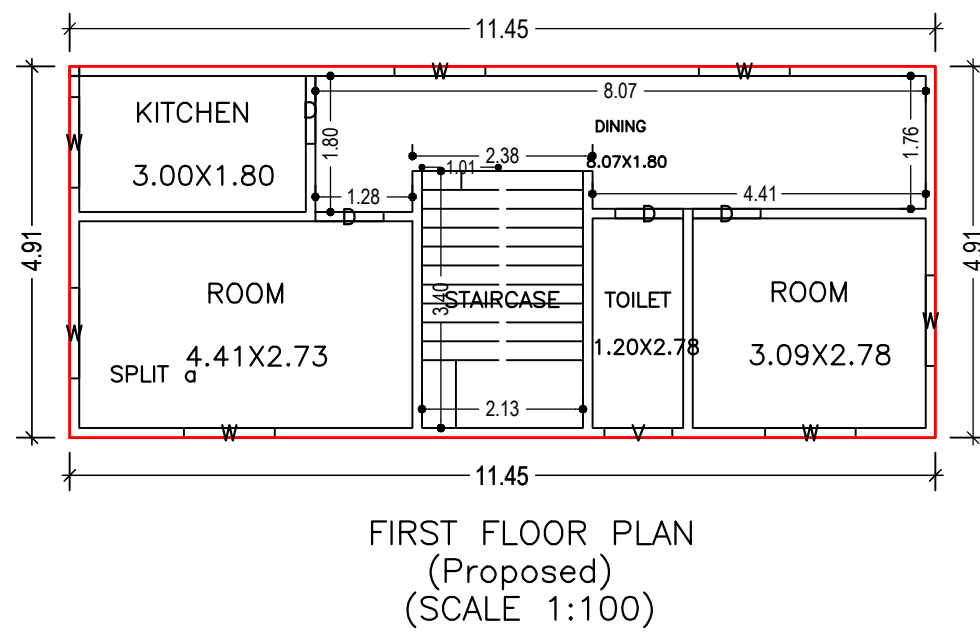 11.45
W
W
8.07
KITCHEN
D
1.80
DINING
1.76
W
2.38
8.07X1.80
1.01
3.00X1.80
1.28
4.41
D
D
D
4.91
4.91
ROOM
3.40
STAIRCASE
TOILET
ROOM
W
W
4.41X2.73
1.20X2.78
3.09X2.78
SPLIT a
2.13
W
V
W
11.45
FIRST FLOOR PLAN
(Proposed)
(SCALE 1:100)